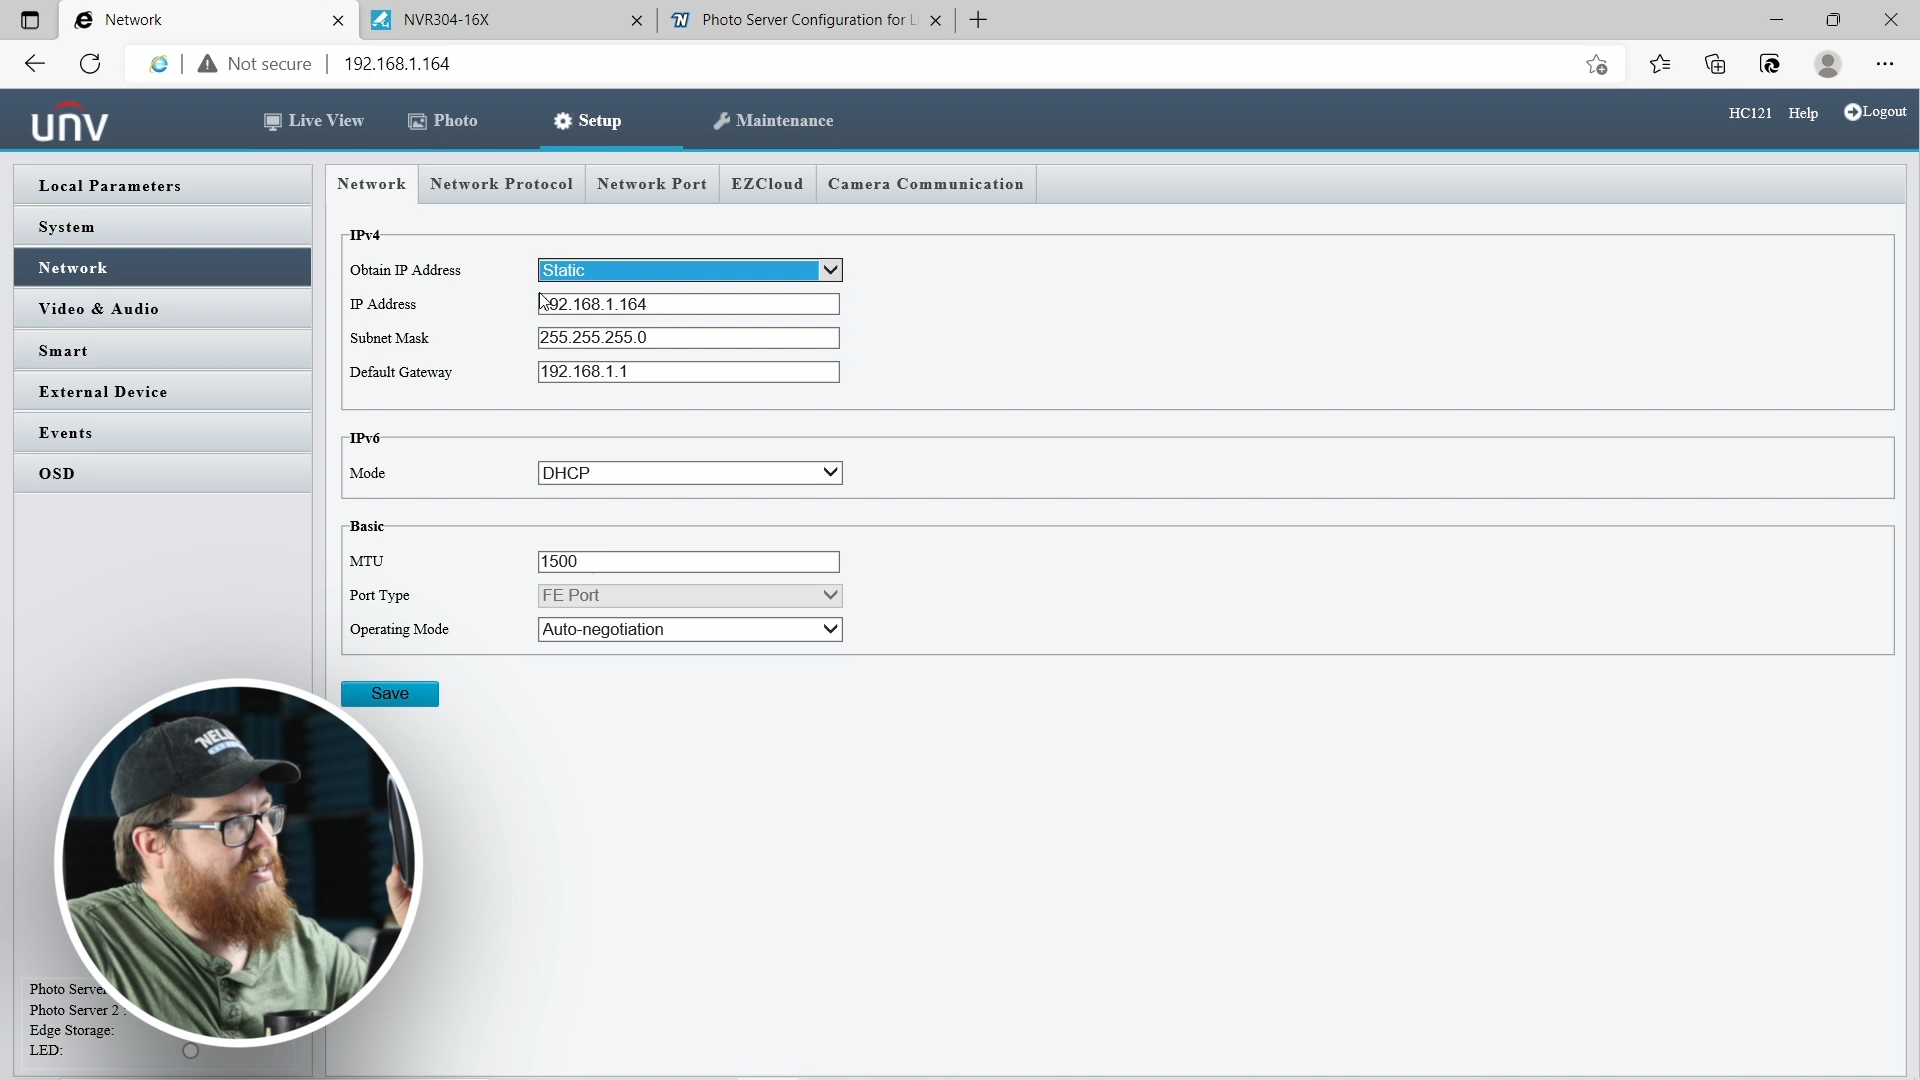 Network
NVR304-16X
Photo Server Configuration for L
Not secure
192.168.1.164
unv
Live View
Photo
Setup
Maintenance
HC121
Help
Logout
Local Parameters
System
Network
Video & Audio
Smart
External Device
Events
OSD
Network
Network Protocol
Network Port
EZCloud
Camera Communication
IPv4
Obtain IP Address
Static
IP Address
192.168.1.164
Subnet Mask
255.255.255.0
Default Gateway
192.168.1.1
IPv6
Mode
DHCP
Basic
MTU
1500
Port Type
FE Port
Operating Mode
Auto-negotiation
Save
Photo Server
Photo Server 2 :
Edge Storage:
LED: